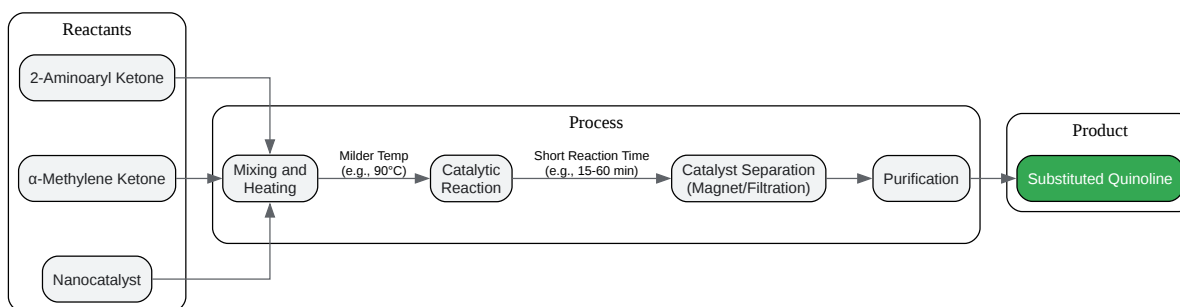 Reactants
2-Aminoaryl Ketone
α-Methylene Ketone
Nanocatalyst
Process
Mixing and
Heating
Milder Temp
(e.g., 90°C)
Catalytic
Reaction
Short Reaction Time
(e.g., 15-60 min)
Catalyst Separation
(Magnet/Filtration)
Purification
Product
Substituted Quinoline